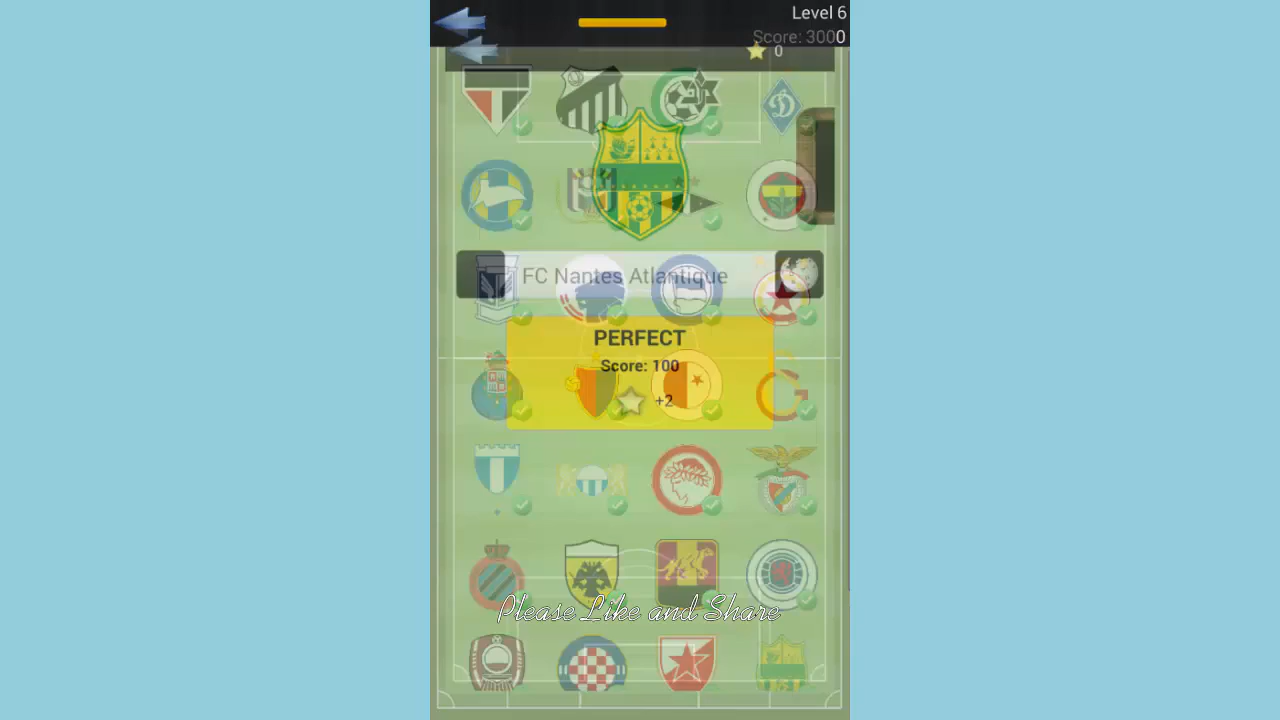 Level 6
Score: 3000
0
FC Nantes Atlantique
PERFECT
Score: 100
+2
Please Like and Share